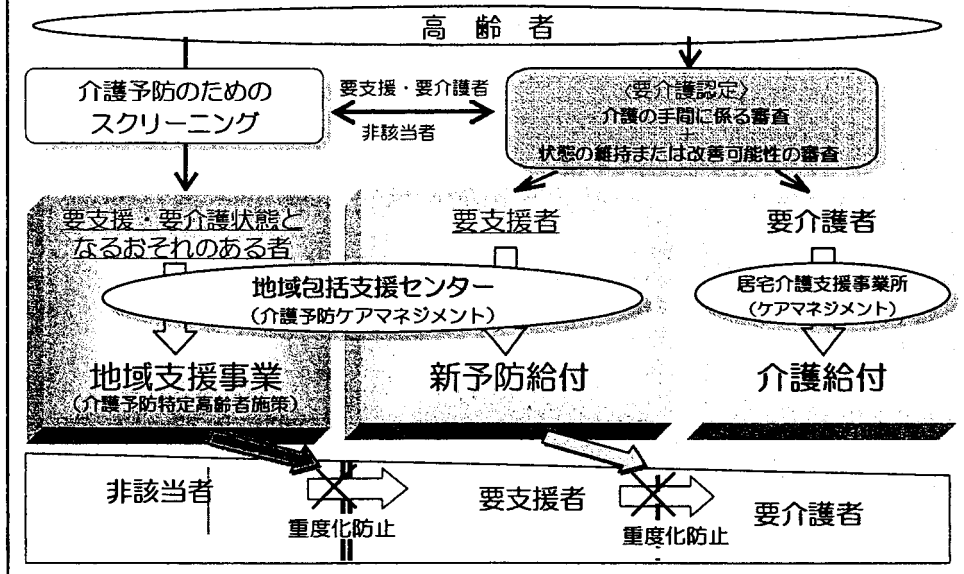 高齢者
介護予防のための
スクリーニング
要支援・要介護者
非該当者
〈要介護認定〉
介護の手間に係る審査
+
状態の維持または改善可能性の審査
要支援・要介護状態と
なるおそれのある者
要支援者
要介護者
地域包括支援センター
(介護予防ケアマネジメント)
居宅介護支援事業所
(ケアマネジメント)
地域支援事業
(介護予防特定高齢者施策)
新予防給付
介護給付
非該当者
重度化防止
要支援者
重度化防止
要介護者